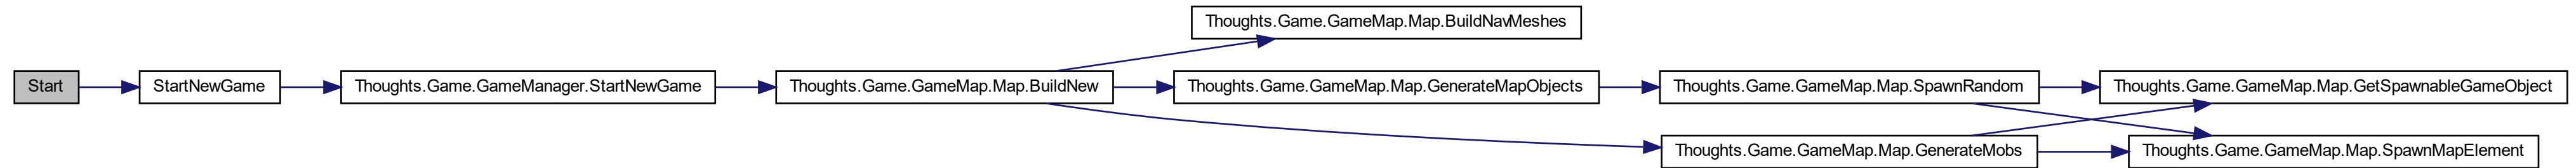 Start
StartNewGame
Thoughts.Game.GameManager.StartNewGame
Thoughts.Game.GameMap.Map.BuildNew
Thoughts.Game.GameMap.Map.BuildNavMeshes
Thoughts.Game.GameMap.Map.GenerateMapObjects
Thoughts.Game.GameMap.Map.SpawnRandom
Thoughts.Game.GameMap.Map.GetSpawnableGameObject
Thoughts.Game.GameMap.Map.GenerateMobs
Thoughts.Game.GameMap.Map.SpawnMapElement